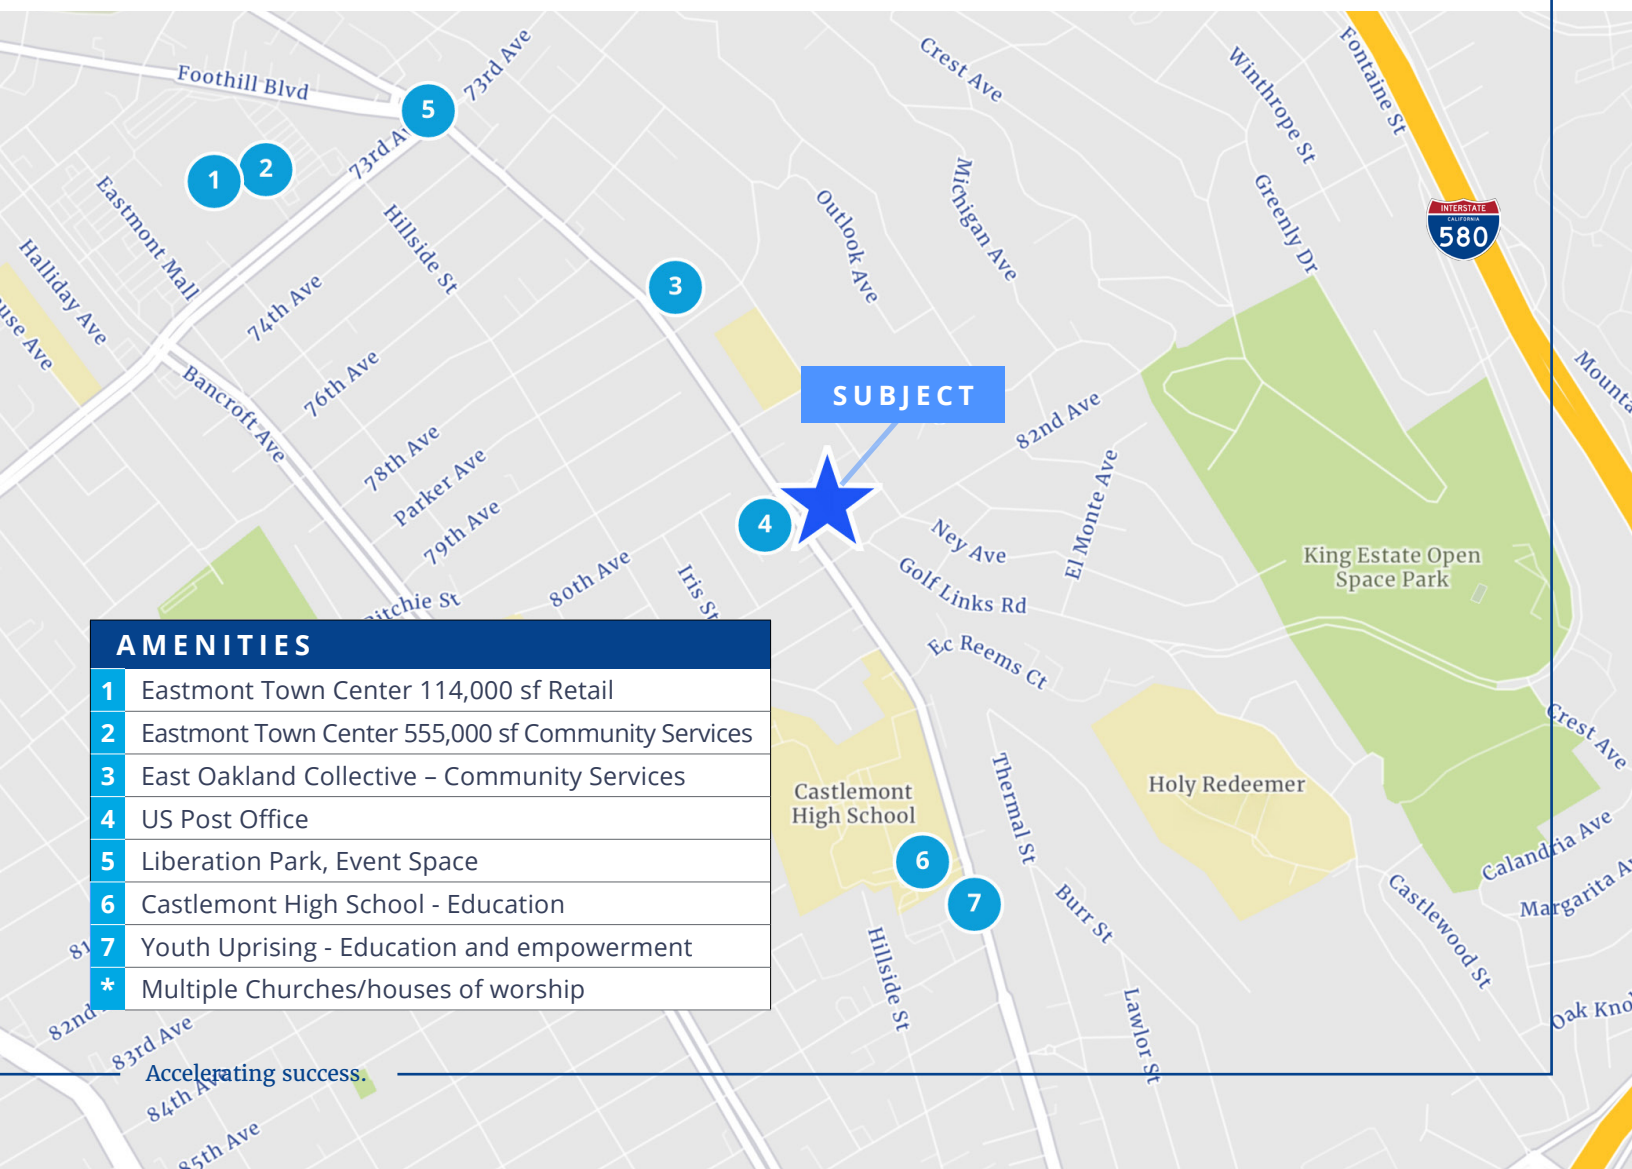 Foothill Blvd
73rd Ave
Crest Ave
Winthrope St
Fontaine St
5
73rd Av
1
2
Eastmont Mall
Halliday Ave
Hillside St
74th Ave
Outlook Ave
Michigan Ave
Greenly Dr
INTERSTATE
CALIFORNIA
580
3
76th Ave
Bancroft Ave
SUBJECT
82nd Ave
78th Ave
Parker Ave
79th Ave
4
Ney Ave
Golf Links Rd
El Monte Ave
King Estate Open
Space Park
80th Ave
Iris St
Ec Reems Ct
AMENITIES
1 Eastmont Town Center 114,000 sf Retail
2 Eastmont Town Center 555,000 sf Community Services
3 East Oakland Collective – Community Services
4 US Post Office
5 Liberation Park, Event Space
6 Castlemont High School - Education
7 Youth Uprising - Education and empowerment
* Multiple Churches/houses of worship
Castlemont
High School
Thermal St
Holy Redeemer
Crest Ave
Calandria Ave
6
7
Burr St
Castlewood St
Hillside St
Lawlor St
82nd
83rd Ave
Accelerating success.
84th Ave
85th Ave